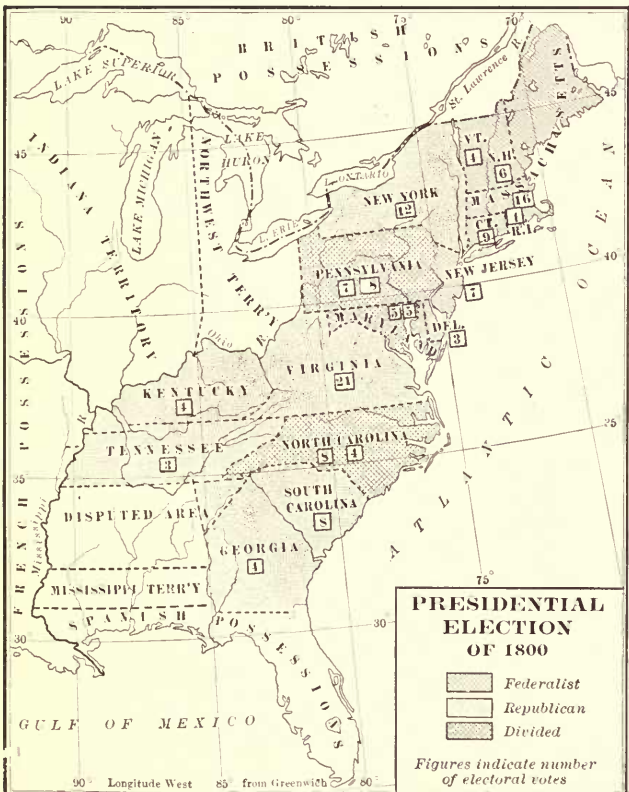 BRITISH
POSSESSIONS
LAKE SUPERIOR
St. Lawrence R.
LAKE MICHIGAN
LAKE HURON
L. ONTARIO
L. ERIE
INDIANA TERRITORY
NORTHWEST TERR'Y
MASSACHUSETTS
16
VT.
4
N.H.
6
CT.
9
R.I.
4
NEW YORK
12
PENNSYLVANIA
7 8
NEW JERSEY
7
MARYLAND
5 5
DEL.
3
Ohio R.
VIRGINIA
21
KENTUCKY
4
TENNESSEE
3
NORTH CAROLINA
8 4
SOUTH
CAROLINA
8
GEORGIA
4
DISPUTED AREA
MISSISSIPPI TERR'Y
SPANISH POSSESSIONS
FRENCH POSSESSIONS
Mississippi R.
GULF OF MEXICO
ATLANTIC OCEAN
90 85 80 75 70
45 45
40 40
35 35
30 30
75
90 Longitude West 85 from Greenwich 80
PRESIDENTIAL
ELECTION
OF 1800
Federalist
Republican
Divided
Figures indicate number
of electoral votes